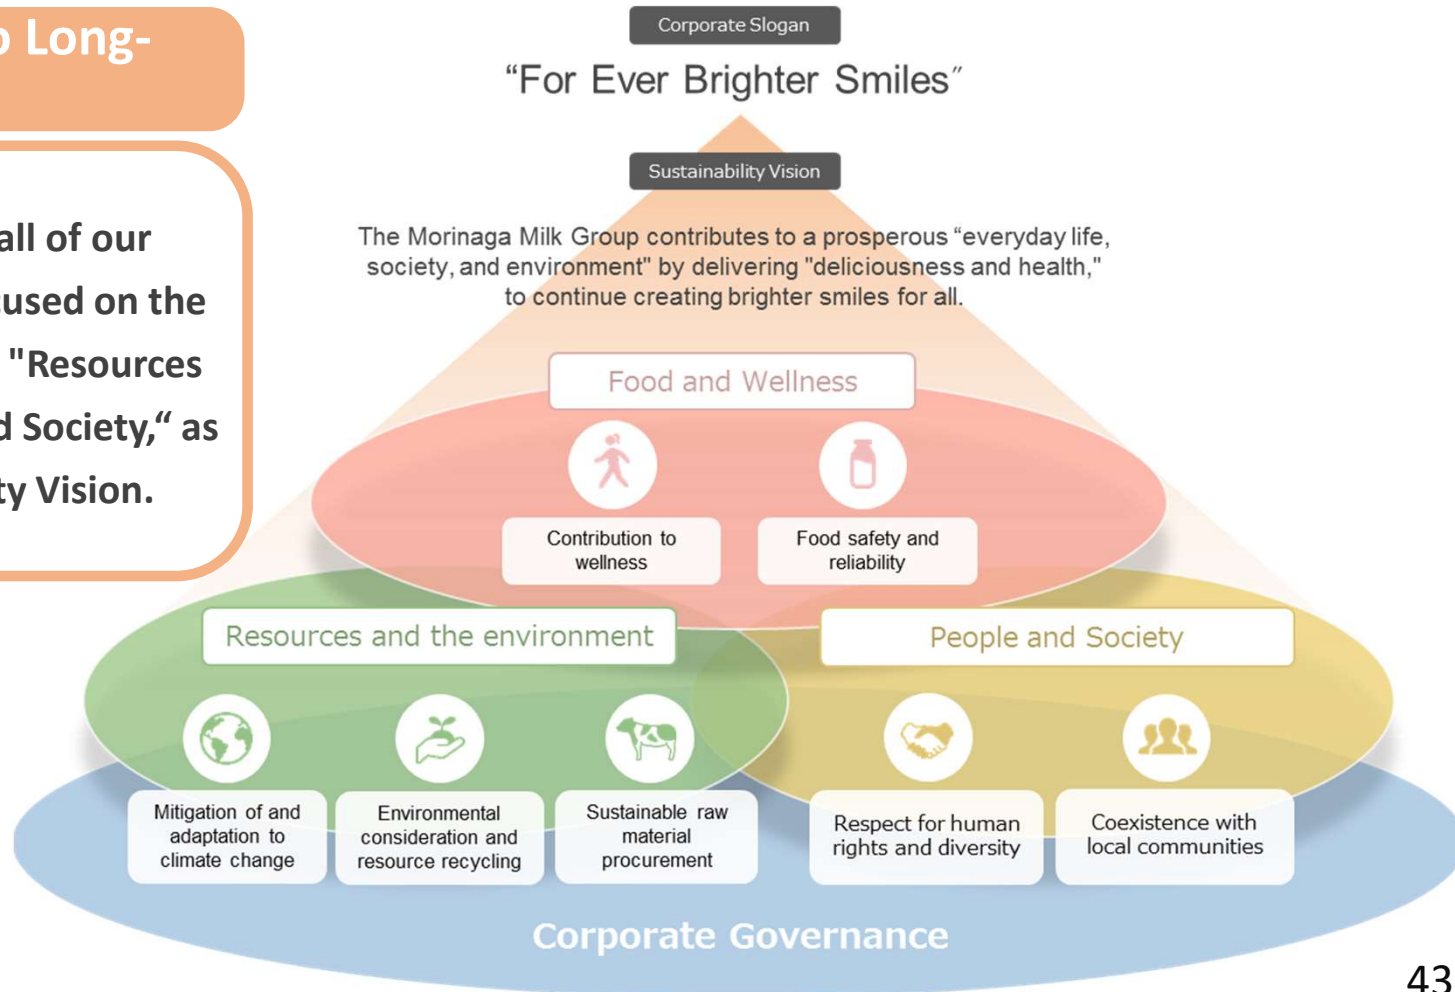 o Long-
all of our
cused on the
"Resources
d Society,“ as
ty Vision.
Corporate Slogan
“For Ever Brighter Smiles”
Sustainability Vision
The Morinaga Milk Group contributes to a prosperous “everyday life,
society, and environment" by delivering "deliciousness and health,"
to continue creating brighter smiles for all.
Food and Wellness
Contribution to
wellness
Food safety and
reliability
Resources and the environment
Mitigation of and
adaptation to
climate change
Environmental
consideration and
resource recycling
Sustainable raw
material
procurement
People and Society
Respect for human
rights and diversity
Coexistence with
local communities
Corporate Governance
43